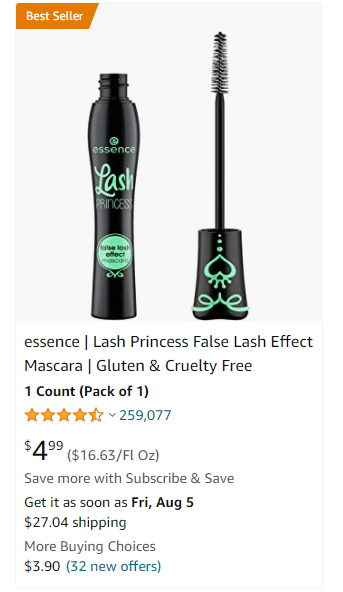 Best Seller
essence
Lash
PRINCESS
false lash
effect
mascara
essence | Lash Princess False Lash Effect
Mascara | Gluten & Cruelty Free
1 Count (Pack of 1)
259,077
$4.99 ($16.63/Fl Oz)
Save more with Subscribe & Save
Get it as soon as Fri, Aug 5
$27.04 shipping
More Buying Choices
$3.90 (32 new offers)